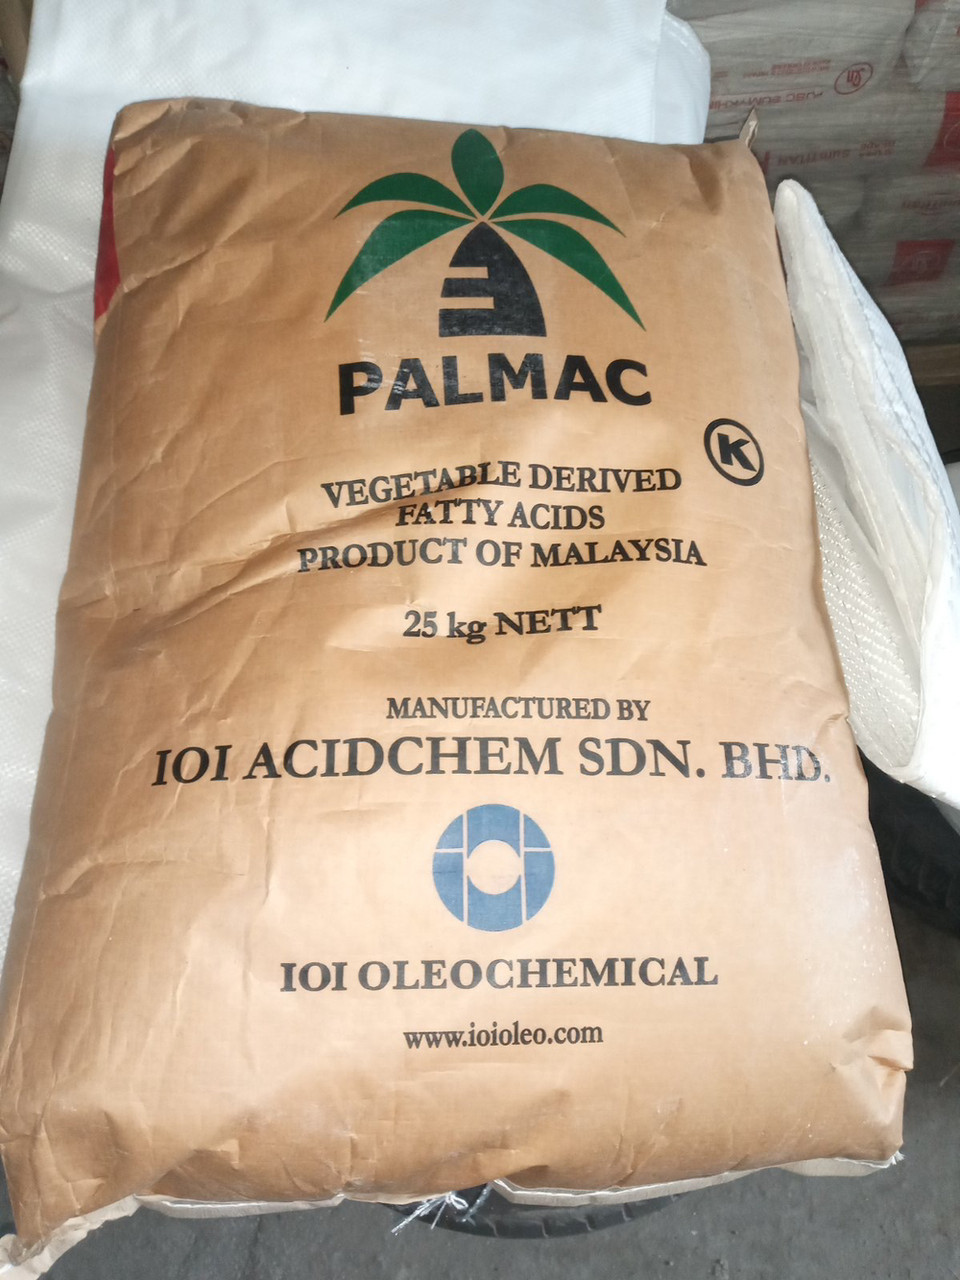 PALMAC
K
VEGETABLE DERIVED
FATTY ACIDS
PRODUCT OF MALAYSIA
25 kg NETT
MANUFACTURED BY
IOI ACIDCHEM SDN. BHD.
IOI OLEOCHEMICAL
www.ioioleo.com